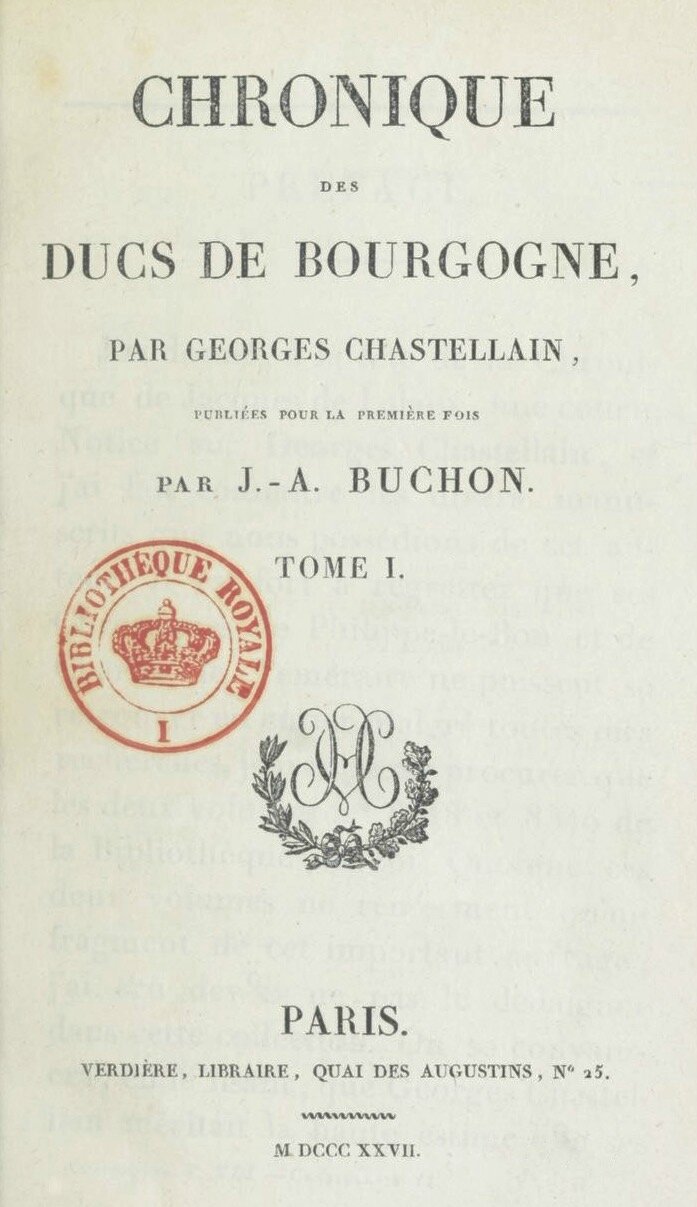 CHRONIQUE
DES
DUCS DE BOURGOGNE,
PAR GEORGES CHASTELLAIN,
PUBLIÉES POUR LA PREMIÈRE FOIS
PAR J.-A. BUCHON.
TOME I.
BIBLIOTHÈQUE ROYALE
I
PARIS.
VERDIÈRE, LIBRAIRE, QUAI DES AUGUSTINS, Nº 25.
M DCCC XXVII.